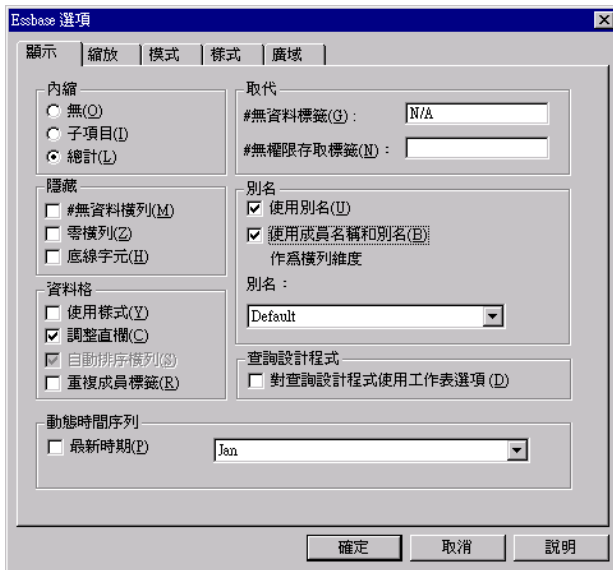 Essbase 選項
顯示
縮放
模式
樣式
廣域
內縮
無(O)
子項目(I)
總計(L)
取代
#無資料標籤(G)：
N/A
#無權限存取標籤(N)：
隱藏
#無資料橫列(M)
零橫列(Z)
底線字元(H)
別名
使用別名(U)
使用成員名稱和別名(B)
作爲橫列維度
別名：
Default
資料格
使用樣式(Y)
調整直欄(C)
自動排序橫列(S)
重複成員標籤(R)
查詢設計程式
對查詢設計程式使用工作表選項(D)
動態時間序列
最新時期(P)
Jan
確定
取消
說明